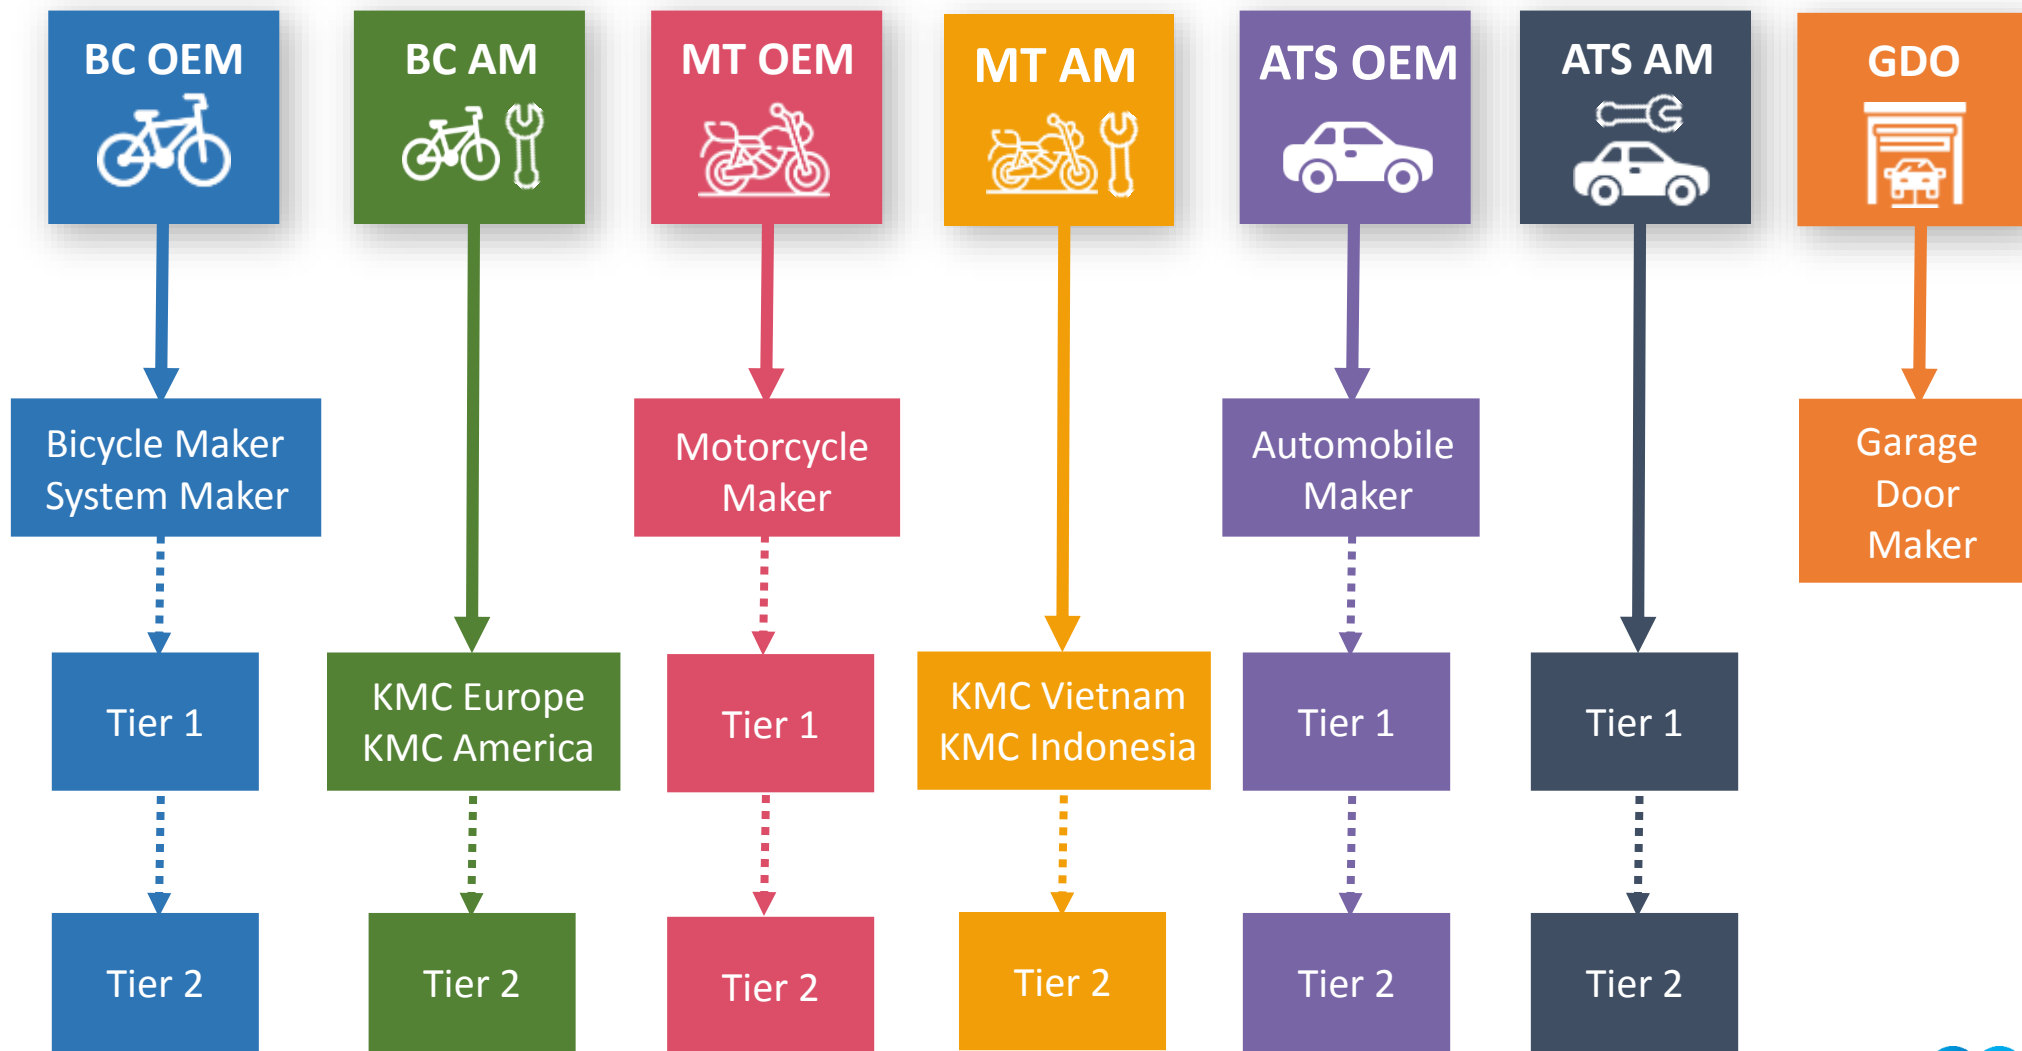 BC OEM
BC AM
MT OEM
MT AM
ATS OEM
ATS AM
GDO
Bicycle Maker
System Maker
Motorcycle
Maker
Automobile
Maker
Garage
Door
Maker
Tier 1
KMC Europe
KMC America
Tier 1
KMC Vietnam
KMC Indonesia
Tier 1
Tier 1
Tier 2
Tier 2
Tier 2
Tier 2
Tier 2
Tier 2